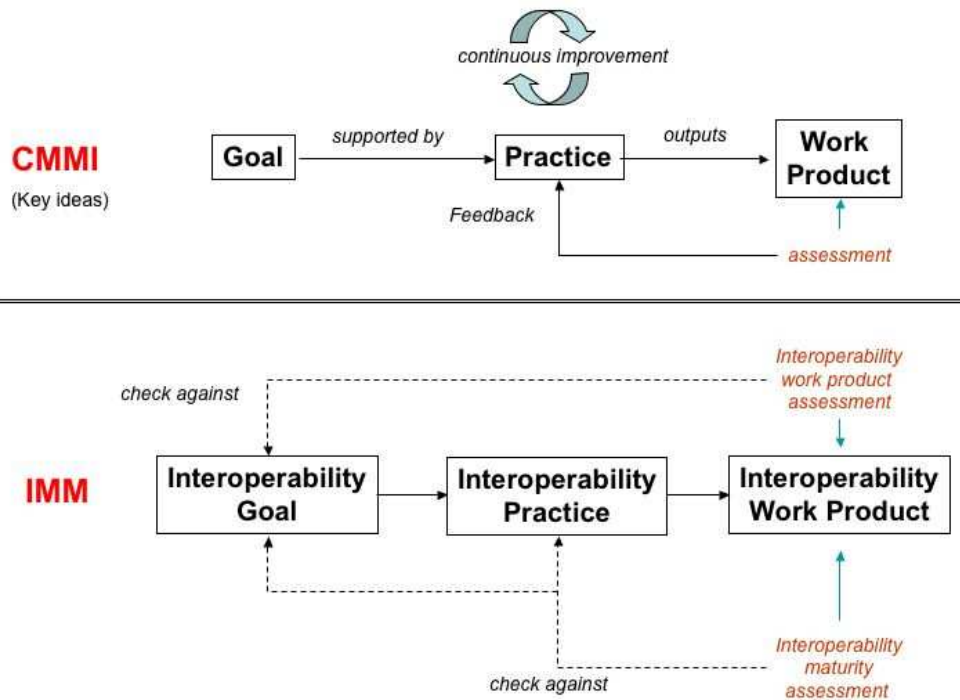 continuous improvement
CMMI
(Key ideas)
Goal
supported by
Practice
outputs
Work
Product
Feedback
assessment
Interoperability
work product
assessment
check against
IMM
Interoperability
Goal
Interoperability
Practice
Interoperability
Work Product
check against
Interoperability
maturity
assessment